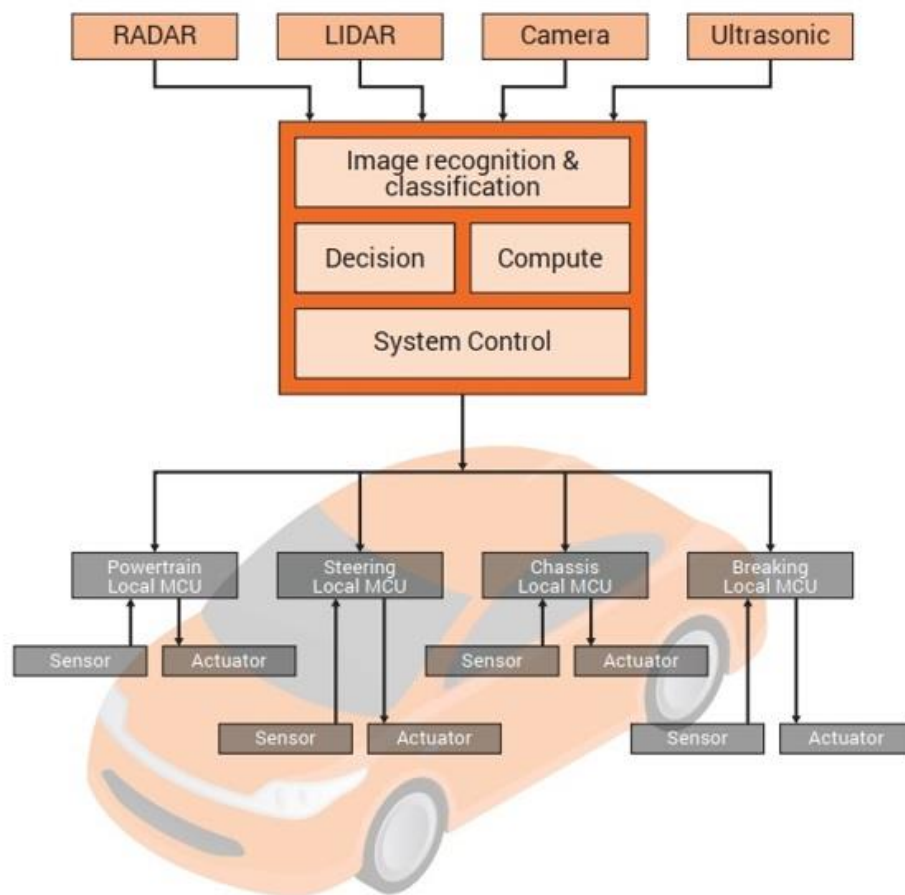 RADAR
LIDAR
Camera
Ultrasonic
Image recognition &
classification
Decision
Compute
System Control
Powertrain
Local MCU
Steering
Local MCU
Chassis
Local MCU
Breaking
Local MCU
Sensor
Actuator
Sensor
Actuator
Sensor
Actuator
Sensor
Actuator